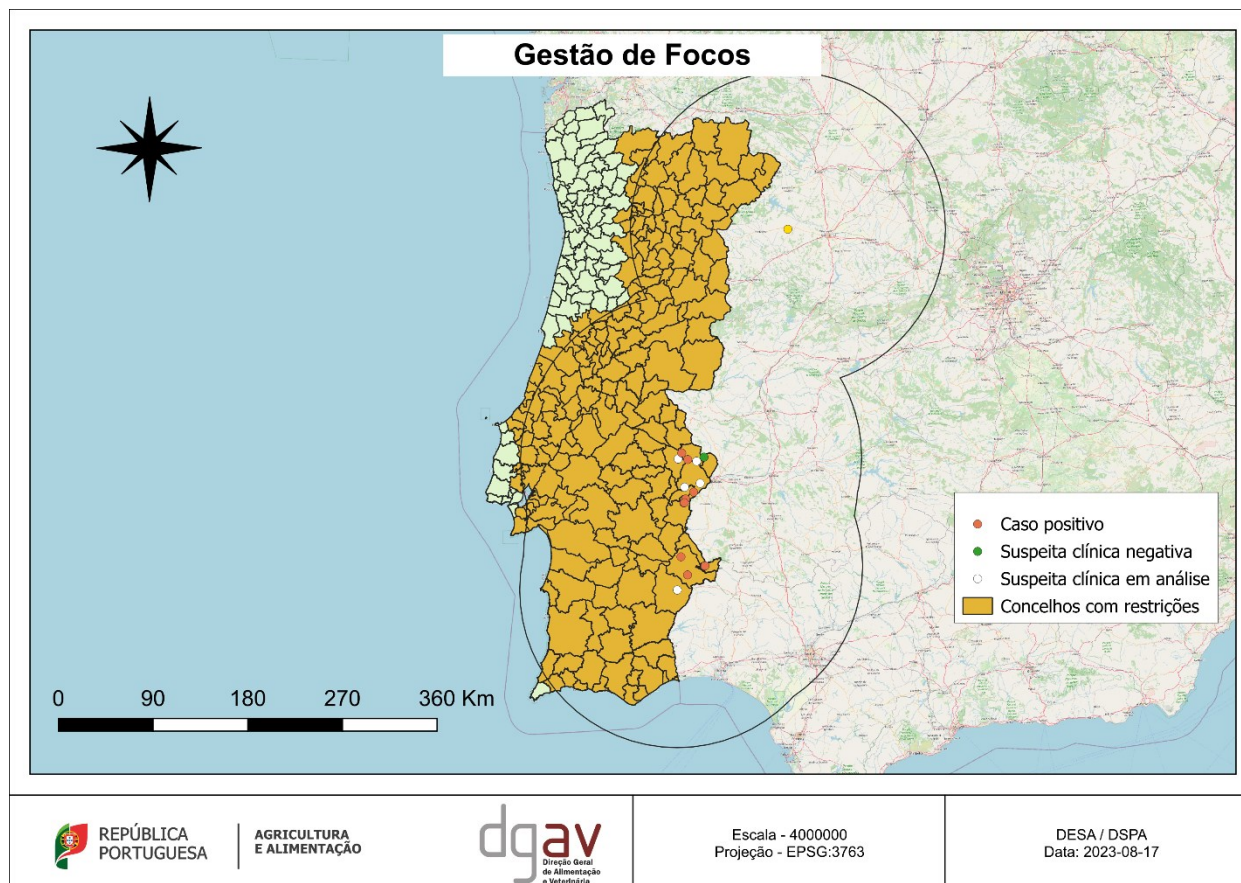 Gestão de Focos
Caso positivo
Suspeita clínica negativa
Suspeita clínica em análise
Concelhos com restrições
0 90 180 270 360 Km
REPÚBLICA
PORTUGUESA
AGRICULTURA
E ALIMENTAÇÃO
dgav
Direção Geral
de Alimentação
e Veterinária
Escala - 4000000
Projeção - EPSG:3763
DESA / DSPA
Data: 2023-08-17